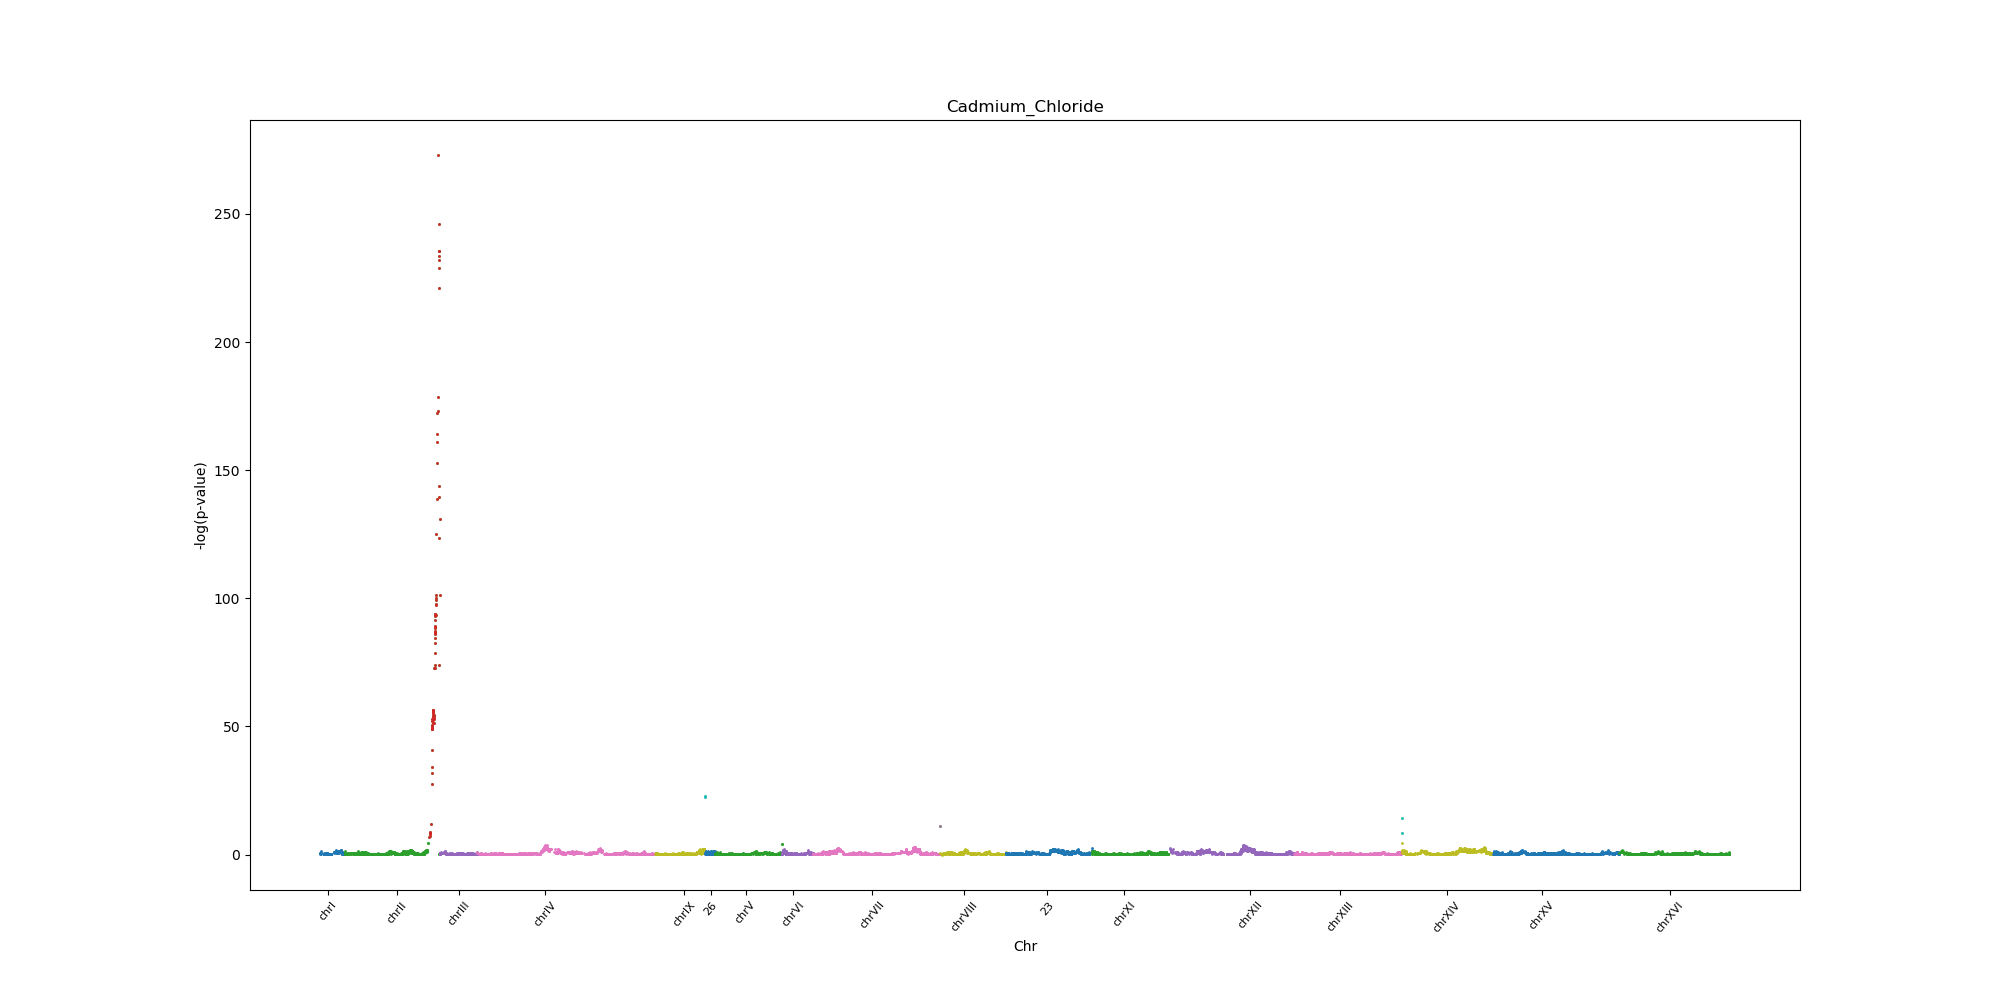 Cadmium_Chloride
-log(p-value)
250
200
150
100
50
0
chrI
chrII
chrIII
chrIV
chrIX
26
chrV
chrVI
chrVII
chrVIII
23
chrXI
chrXII
chrXIII
chrXIV
chrXV
chrXVI
Chr